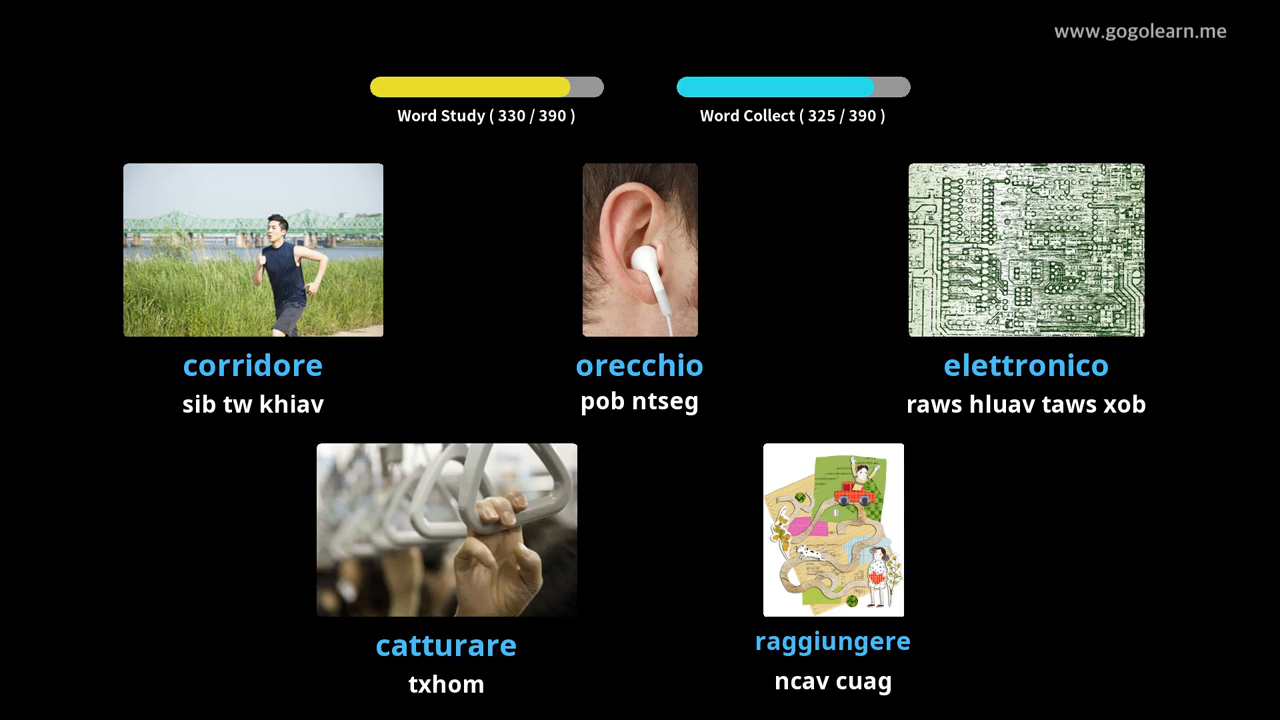 www.gogolearn.me
Word Study ( 330 / 390 )
Word Collect ( 325 / 390 )
corridore
sib tw khiav
orecchio
pob ntseg
elettronico
raws hluav taws xob
catturare
txhom
raggiungere
ncav cuag